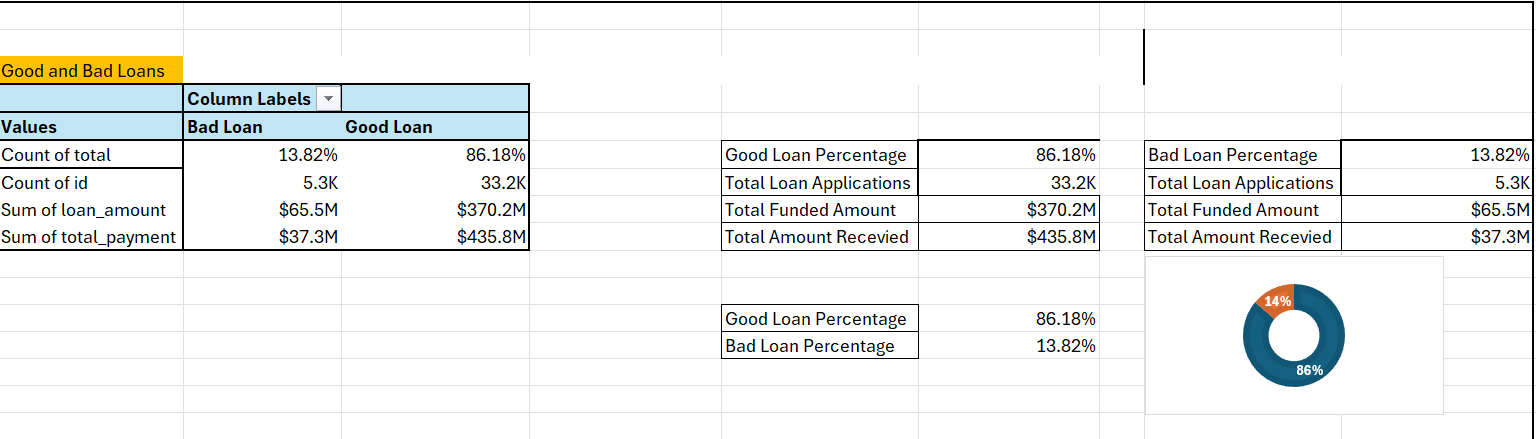 Good and Bad Loans
Column Labels
Values Bad Loan Good Loan
Count of total 13.82% 86.18%
Count of id 5.3K 33.2K
Sum of loan_amount $65.5M $370.2M
Sum of total_payment $37.3M $435.8M
Good Loan Percentage 86.18%
Total Loan Applications 33.2K
Total Funded Amount $370.2M
Total Amount Recevied $435.8M
Bad Loan Percentage 13.82%
Total Loan Applications 5.3K
Total Funded Amount $65.5M
Total Amount Recevied $37.3M
Good Loan Percentage 86.18%
Bad Loan Percentage 13.82%
14%
86%